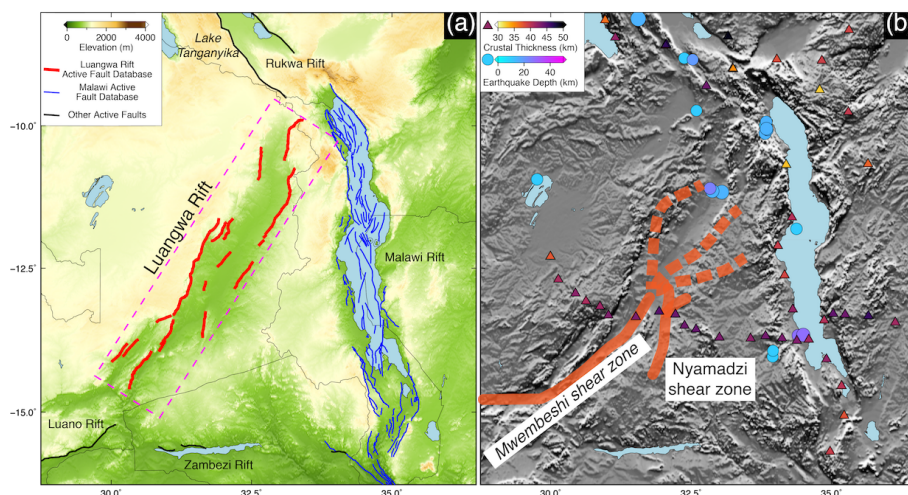 (a)
0 2000 4000
Elevation (m)
Luangwa Rift
Active Fault Database
Malawi Active
Fault Database
Other Active Faults
Lake
Tanganyika
Rukwa Rift
Luangwa Rift
Malawi Rift
Luano Rift
Zambezi Rift
−10.0°
−12.5°
−15.0°
30.0°
32.5°
35.0°
(b)
30 35 40 45 50
Crustal Thickness (km)
0 20 40
Earthquake Depth (km)
Mwembeshi shear zone
Nyamadzi
shear zone
30.0°
32.5°
35.0°